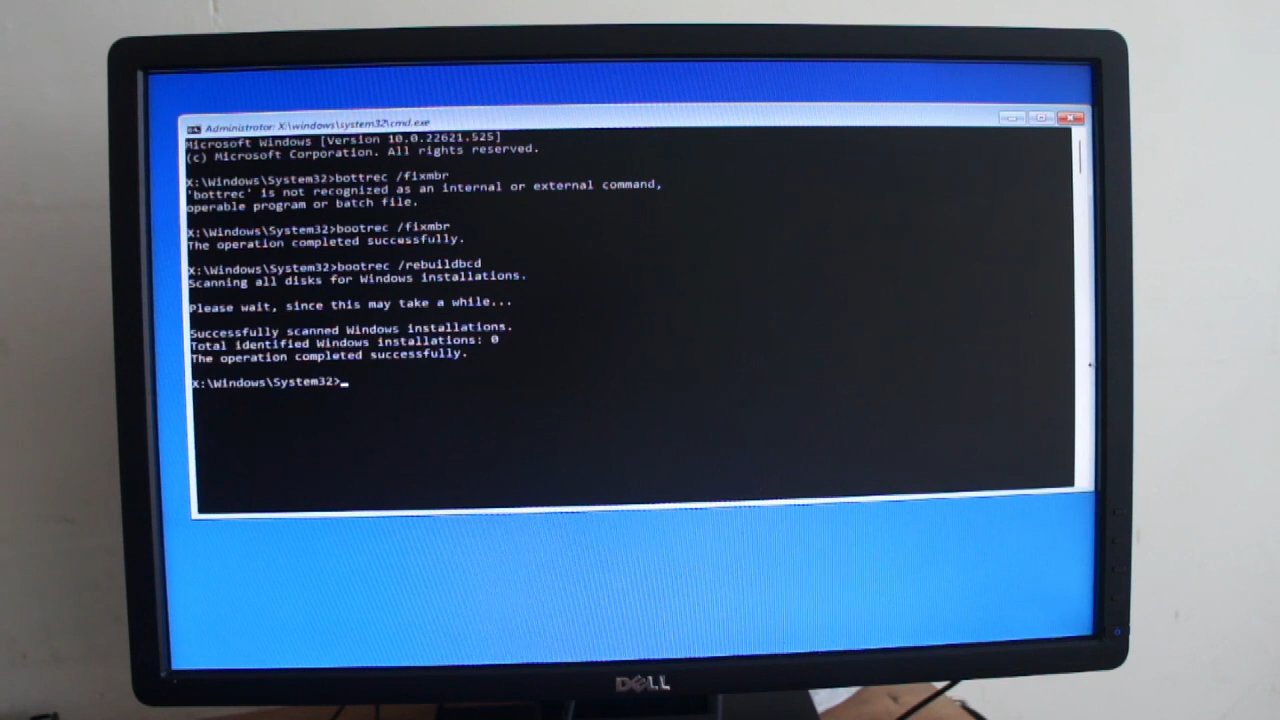 Administrator: X:\windows\system32\cmd.exe
Microsoft Windows [Version 10.0.22621.525]
(c) Microsoft Corporation. All rights reserved.
X:\Windows\System32>bottrec /fixmbr
'bottrec' is not recognized as an internal or external command,
operable program or batch file.
X:\Windows\System32>bootrec /fixmbr
The operation completed successfully.
X:\Windows\System32>bootrec /rebuildbcd
Scanning all disks for Windows installations.
Please wait, since this may take a while...
Successfully scanned Windows installations.
Total identified Windows installations: 0
The operation completed successfully.
X:\Windows\System32>_
DELL